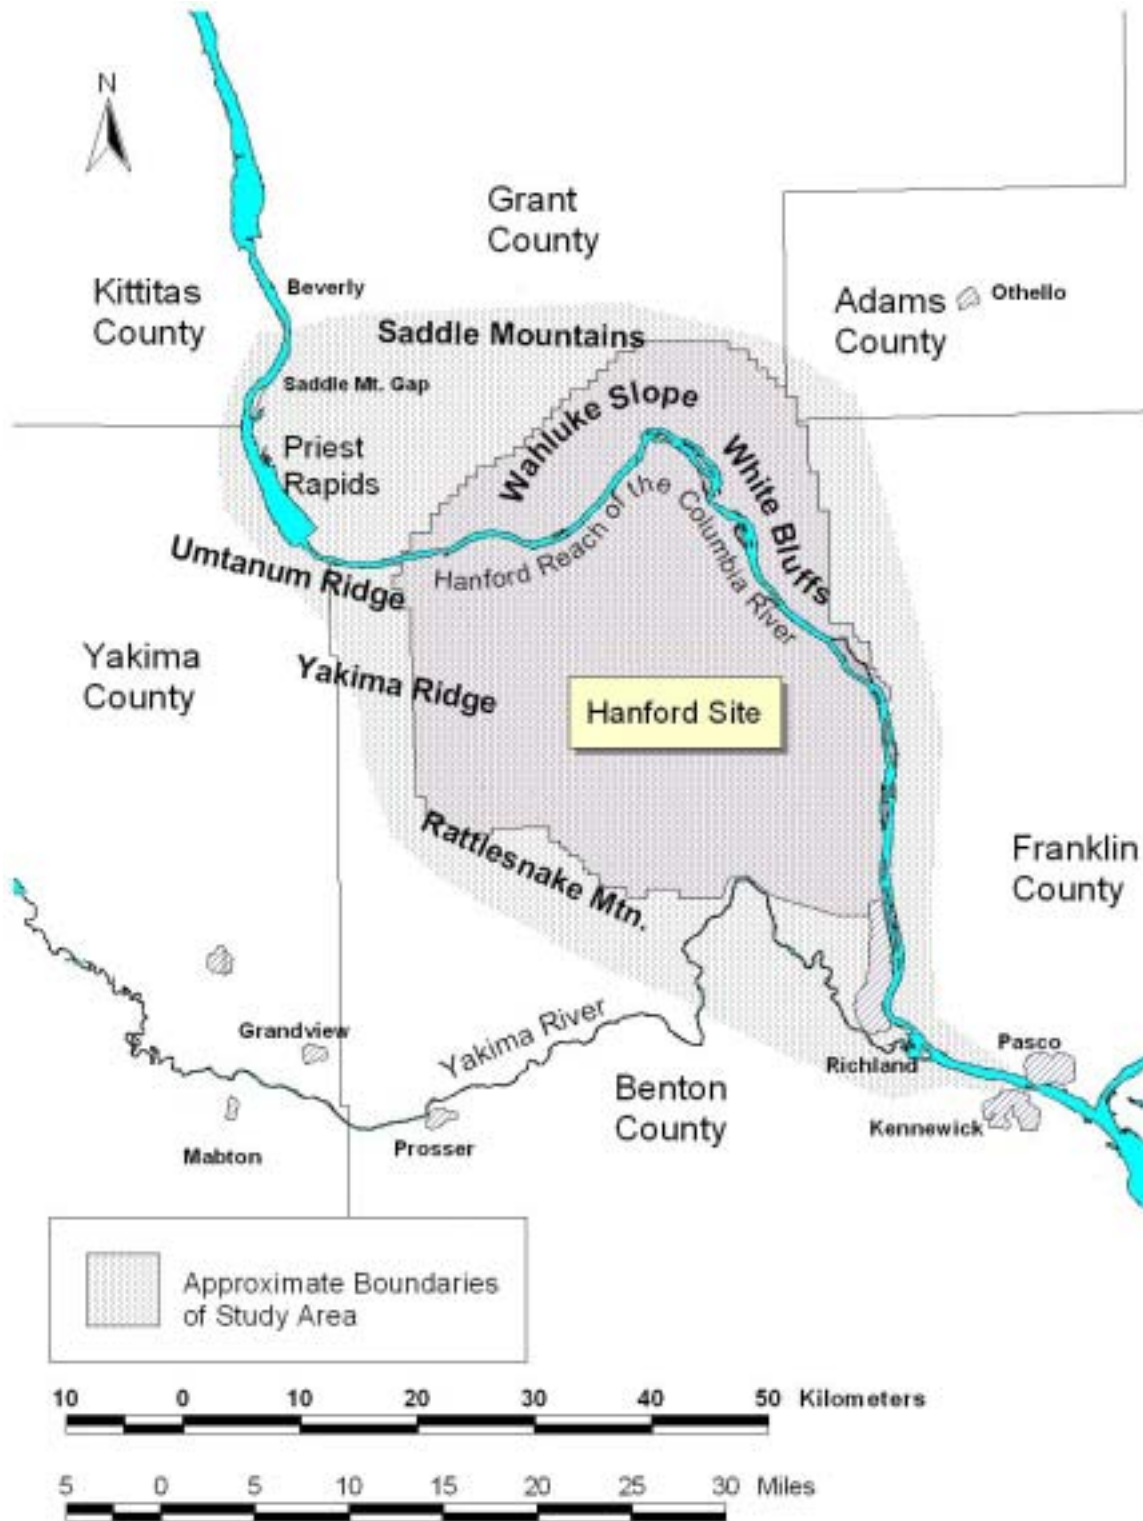 N
Grant
County
Kittitas
County
Beverly
Adams
County
Othello
Saddle Mountains
Saddle Mt. Gap
Wahluke Slope
Priest
Rapids
White Bluffs
Umtanum Ridge
Hanford Reach of the Columbia River
Yakima
County
Yakima Ridge
Hanford Site
Rattlesnake Mtn.
Franklin
County
Grandview
Yakima River
Richland
Pasco
Benton
County
Kennewick
Mabton
Prosser
Approximate Boundaries
of Study Area
10 0 10 20 30 40 50 Kilometers
5 0 5 10 15 20 25 30 Miles